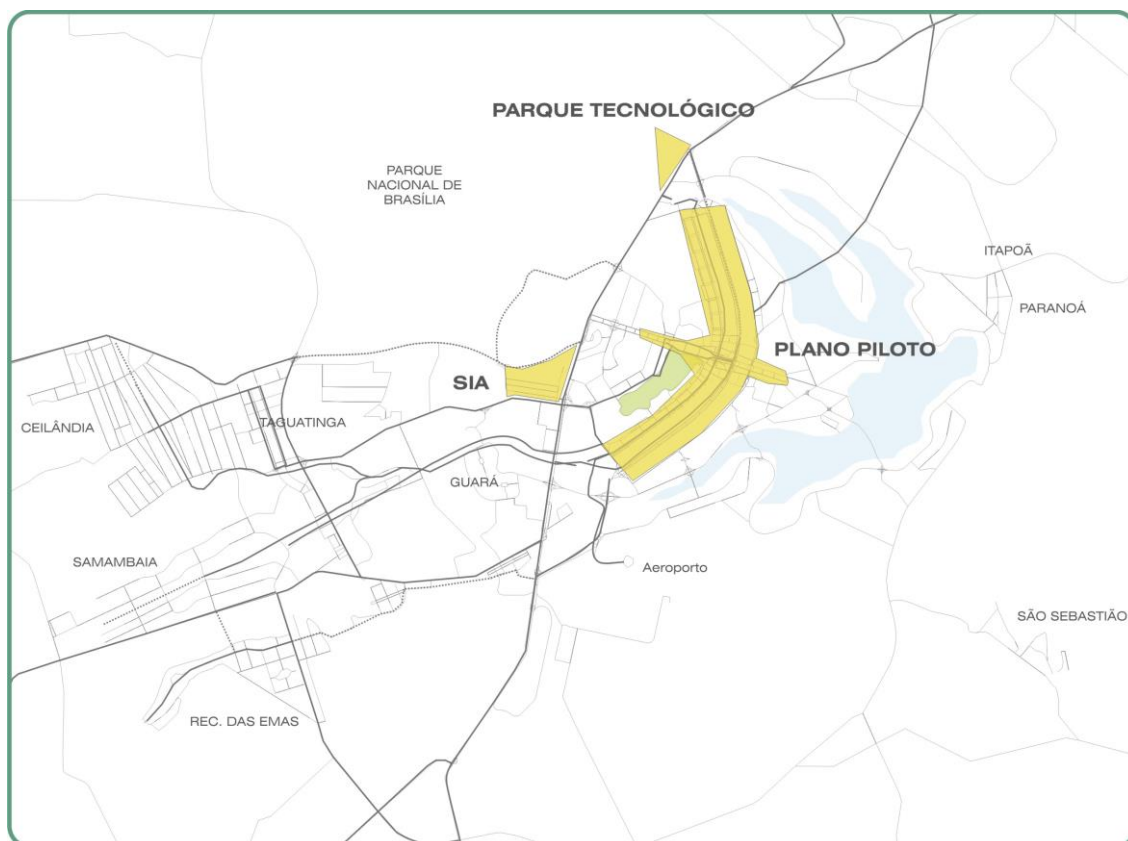 PARQUE TECNOLÓGICO
PARQUE
NACIONAL DE
BRASÍLIA
ITAPOÃ
PARANOÁ
PLANO PILOTO
SIA
CEILÂNDIA
TAGUATINGA
GUARÁ
SAMAMBAIA
Aeroporto
SÃO SEBASTIÃO
REC. DAS EMAS